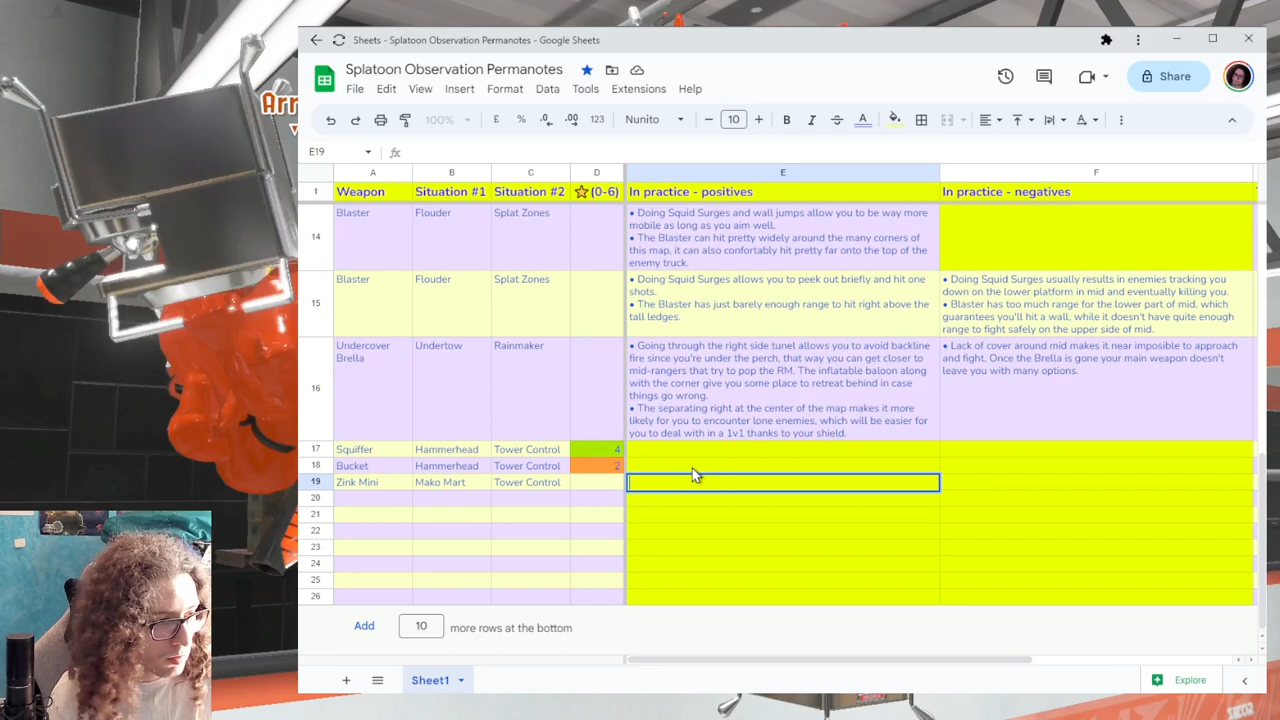 Arr
Sheets - Splatoon Observation Permanotes - Google Sheets
Splatoon Observation Permanotes
Share
File Edit View Insert Format Data Tools Extensions Help
100% £ % .0 .00 123 Nunito − 10 + B I A
E19 fx
A B C D E F
1 Weapon Situation #1 Situation #2 (0-6) In practice - positives In practice - negatives
14 Blaster Flouder Splat Zones
• Doing Squid Surges and wall jumps allow you to be way more
mobile as long as you aim well.
• The Blaster can hit pretty widely around the many corners of
this map, it can also confortably hit pretty far onto the top of the
enemy truck.
15 Blaster Flouder Splat Zones
• Doing Squid Surges allows you to peek out briefly and hit one
shots.
• The Blaster has just barely enough range to hit right above the
tall ledges.
• Doing Squid Surges usually results in enemies tracking you
down on the lower platform in mid and eventually killing you.
• Blaster has too much range for the lower part of mid, which
guarantees you'll hit a wall, while it doesn't have quite enough
range to fight safely on the upper side of mid.
16 Undercover
Brella
Undertow Rainmaker
• Going through the right side tunel allows you to avoid backline
fire since you're under the perch, that way you can get closer to
mid-rangers that try to pop the RM. The inflatable baloon along
with the corner give you some place to retreat behind in case
things go wrong.
• The separating right at the center of the map makes it more
likely for you to encounter lone enemies, which will be easier for
you to deal with in a 1v1 thanks to your shield.
• Lack of cover around mid makes it near imposible to approach
and fight. Once the Brella is gone your main weapon doesn't
leave you with many options.
17 Squiffer Hammerhead Tower Control 4
18 Bucket Hammerhead Tower Control 2
19 Zink Mini Mako Mart Tower Control
20
21
22
23
24
25
26
Add 10 more rows at the bottom
+ Sheet1 Explore